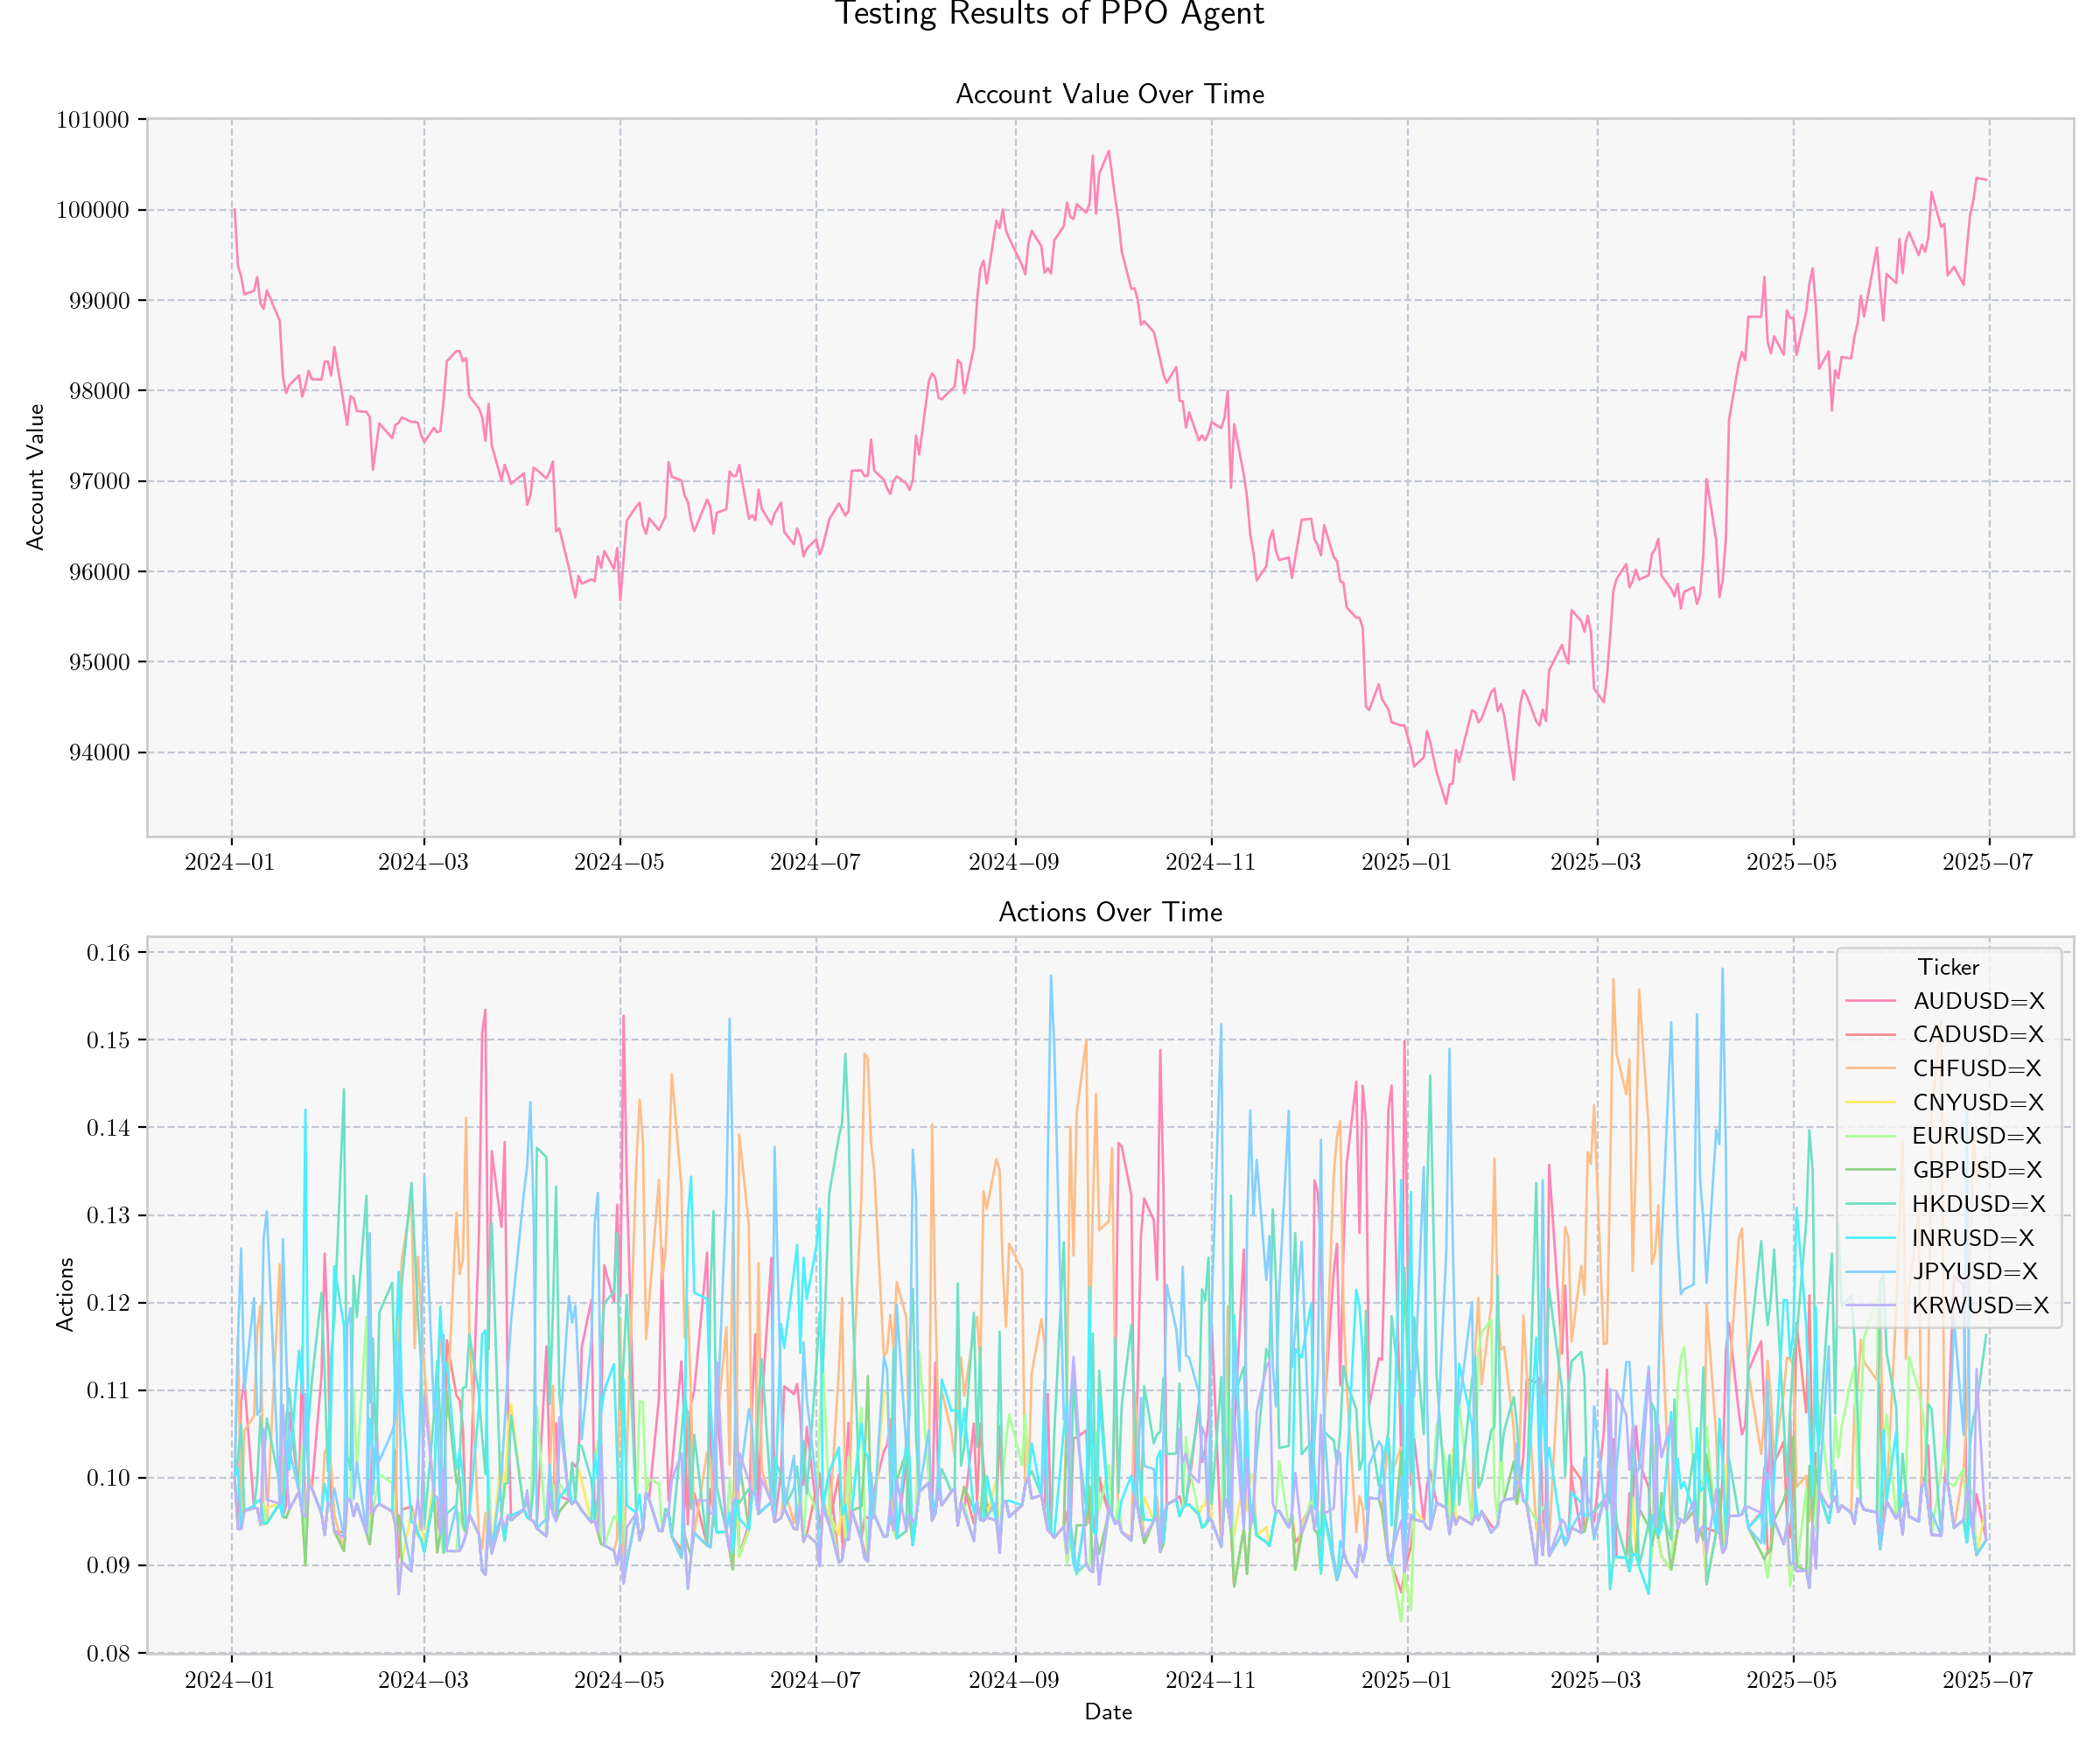 Testing Results of PPO Agent
Account Value Over Time
Account Value
101000
100000
99000
98000
97000
96000
95000
94000
2024-01 2024-03 2024-05 2024-07 2024-09 2024-11 2025-01 2025-03 2025-05 2025-07
Actions Over Time
Actions
0.16
0.15
0.14
0.13
0.12
0.11
0.10
0.09
0.08
Ticker
AUDUSD=X
CADUSD=X
CHFUSD=X
CNYUSD=X
EURUSD=X
GBPUSD=X
HKDUSD=X
INRUSD=X
JPYUSD=X
KRWUSD=X
2024-01 2024-03 2024-05 2024-07 2024-09 2024-11 2025-01 2025-03 2025-05 2025-07
Date